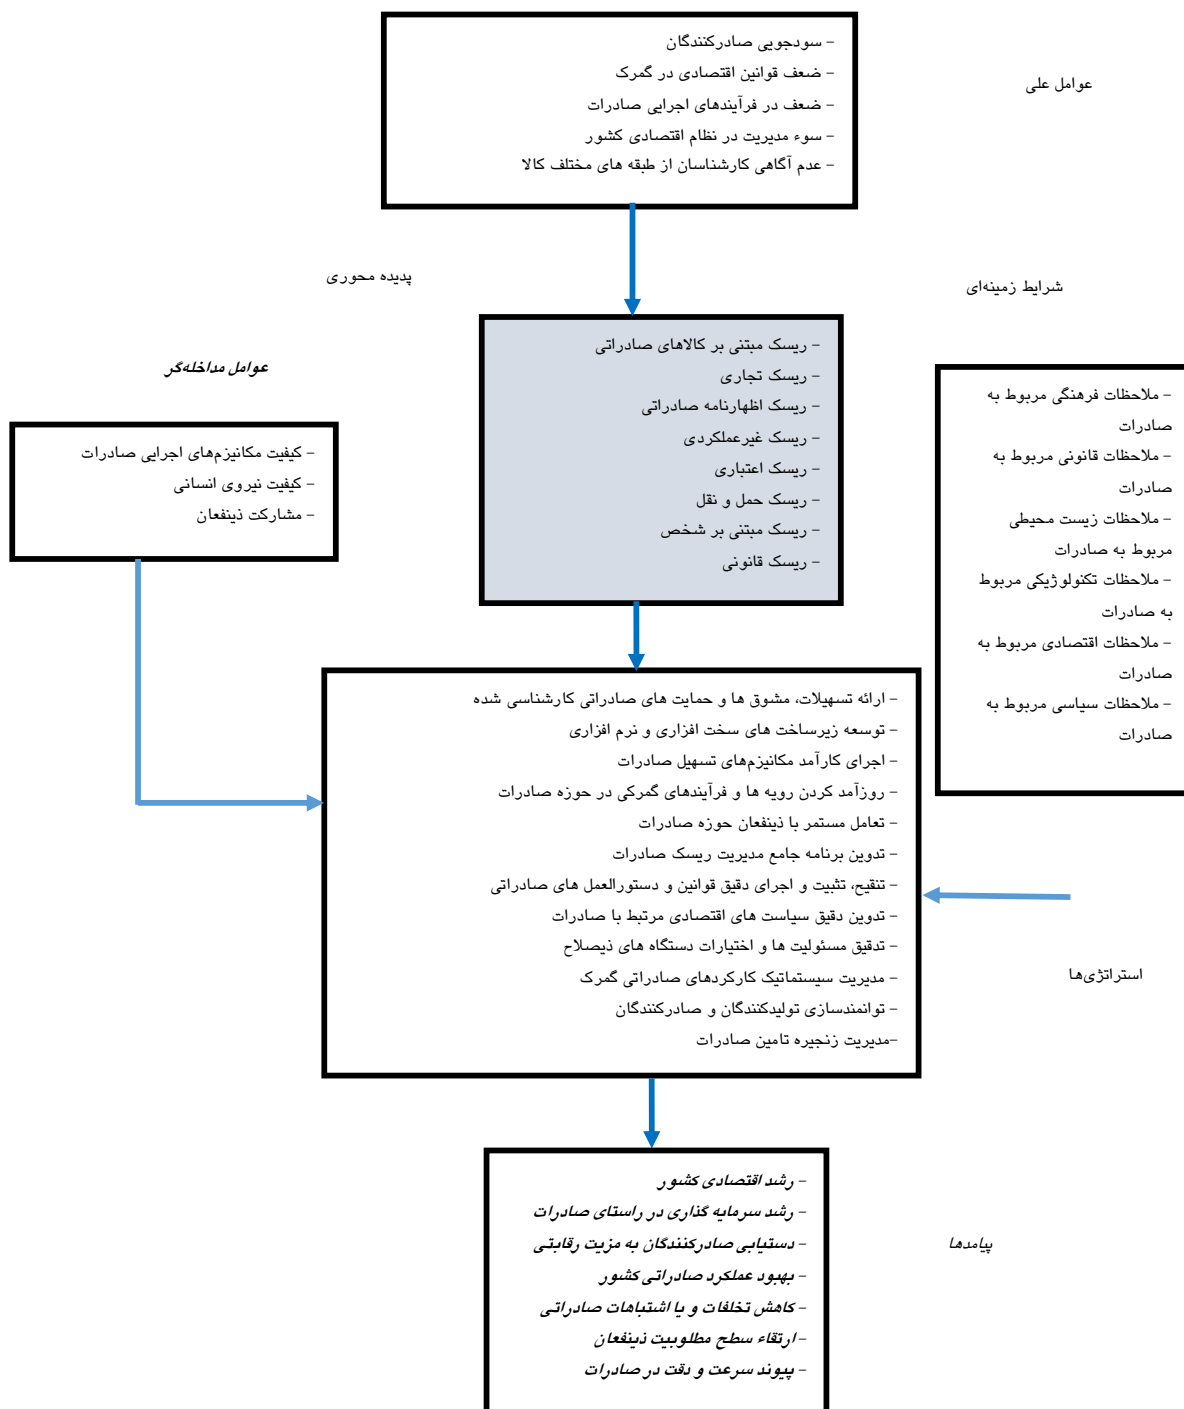 عوامل علی
- سودجویی صادرکنندگان
- ضعف قوانین اقتصادی در گمرک
- ضعف در فرآیندهای اجرایی صادرات
- سوء مدیریت در نظام اقتصادی کشور
- عدم آگاهی کارشناسان از طبقه های مختلف کالا
پدیده محوری
- ریسک مبتنی بر کالاهای صادراتی
- ریسک تجاری
- ریسک اظهارنامه صادراتی
- ریسک غیرعملکردی
- ریسک اعتباری
- ریسک حمل و نقل
- ریسک مبتنی بر شخص
- ریسک قانونی
شرایط زمینه‌ای
- ملاحظات فرهنگی مربوط به
صادرات
- ملاحظات قانونی مربوط به
صادرات
- ملاحظات زیست محیطی
مربوط به صادرات
- ملاحظات تکنولوژیکی مربوط
به صادرات
- ملاحظات اقتصادی مربوط به
صادرات
- ملاحظات سیاسی مربوط به
صادرات
عوامل مداخله‌گر
- کیفیت مکانیزم‌های اجرایی صادرات
- کیفیت نیروی انسانی
- مشارکت ذینفعان
استراتژی‌ها
- ارائه تسهیلات، مشوق ها و حمایت های صادراتی کارشناسی شده
- توسعه زیرساخت های سخت افزاری و نرم افزاری
- اجرای کارآمد مکانیزم‌های تسهیل صادرات
- روزآمد کردن رویه ها و فرآیندهای گمرکی در حوزه صادرات
- تعامل مستمر با ذینفعان حوزه صادرات
- تدوین برنامه جامع مدیریت ریسک صادرات
- تنقیح، تثبیت و اجرای دقیق قوانین و دستورالعمل های صادراتی
- تدوین دقیق سیاست های اقتصادی مرتبط با صادرات
- تدقیق مسئولیت ها و اختیارات دستگاه های ذیصلاح
- مدیریت سیستماتیک کارکردهای صادراتی گمرک
- توانمندسازی تولیدکنندگان و صادرکنندگان
-مدیریت زنجیره تامین صادرات
پیامدها
- رشد اقتصادی کشور
- رشد سرمایه گذاری در راستای صادرات
- دستیابی صادرکنندگان به مزیت رقابتی
- بهبود عملکرد صادراتی کشور
- کاهش تخلفات و یا اشتباهات صادراتی
- ارتقاء سطح مطلوبیت ذینفعان
- پیوند سرعت و دقت در صادرات